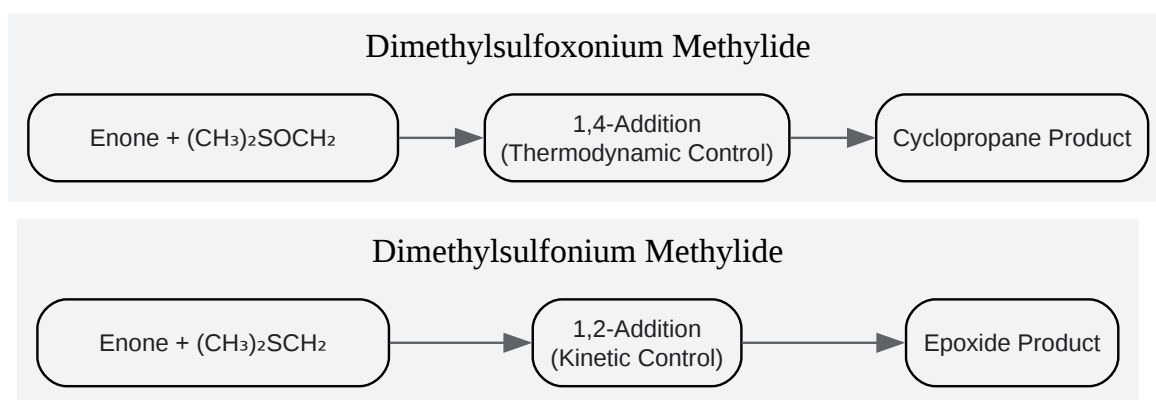 Dimethylsulfoxonium Methylide
Enone + (CH₃)₂SOCH₂
1,4-Addition
(Thermodynamic Control)
Cyclopropane Product
Dimethylsulfonium Methylide
Enone + (CH₃)₂SCH₂
1,2-Addition
(Kinetic Control)
Epoxide Product